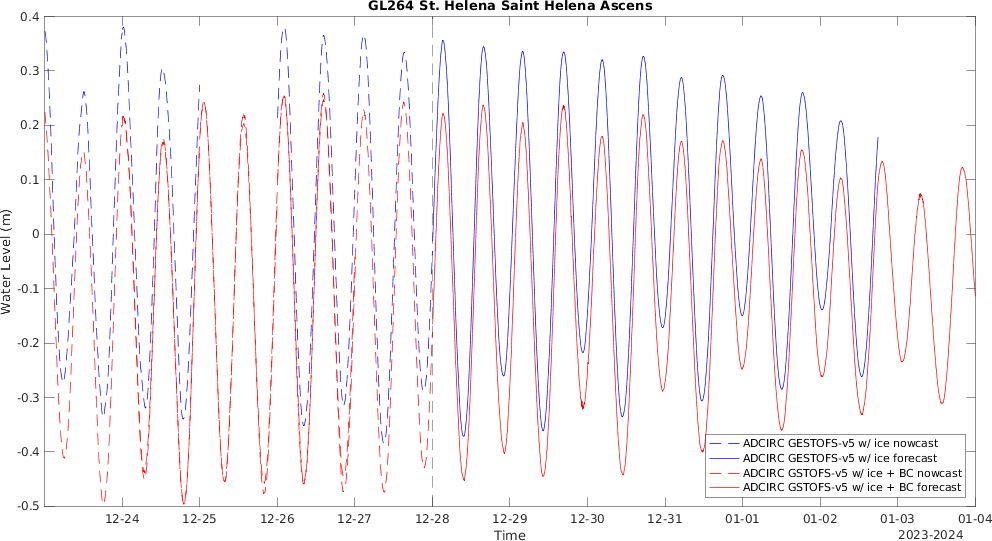 GL264 St. Helena Saint Helena Ascens
0.4
0.3
0.2
0.1
0
-0.1
-0.2
-0.3
-0.4
-0.5
Water Level (m)
12-24 12-25 12-26 12-27 12-28 12-29 12-30 12-31 01-01 01-02 01-03 01-04
Time
2023-2024
ADCIRC GESTOFS-v5 w/ ice nowcast
ADCIRC GESTOFS-v5 w/ ice forecast
ADCIRC GSTOFS-v5 w/ ice + BC nowcast
ADCIRC GSTOFS-v5 w/ ice + BC forecast